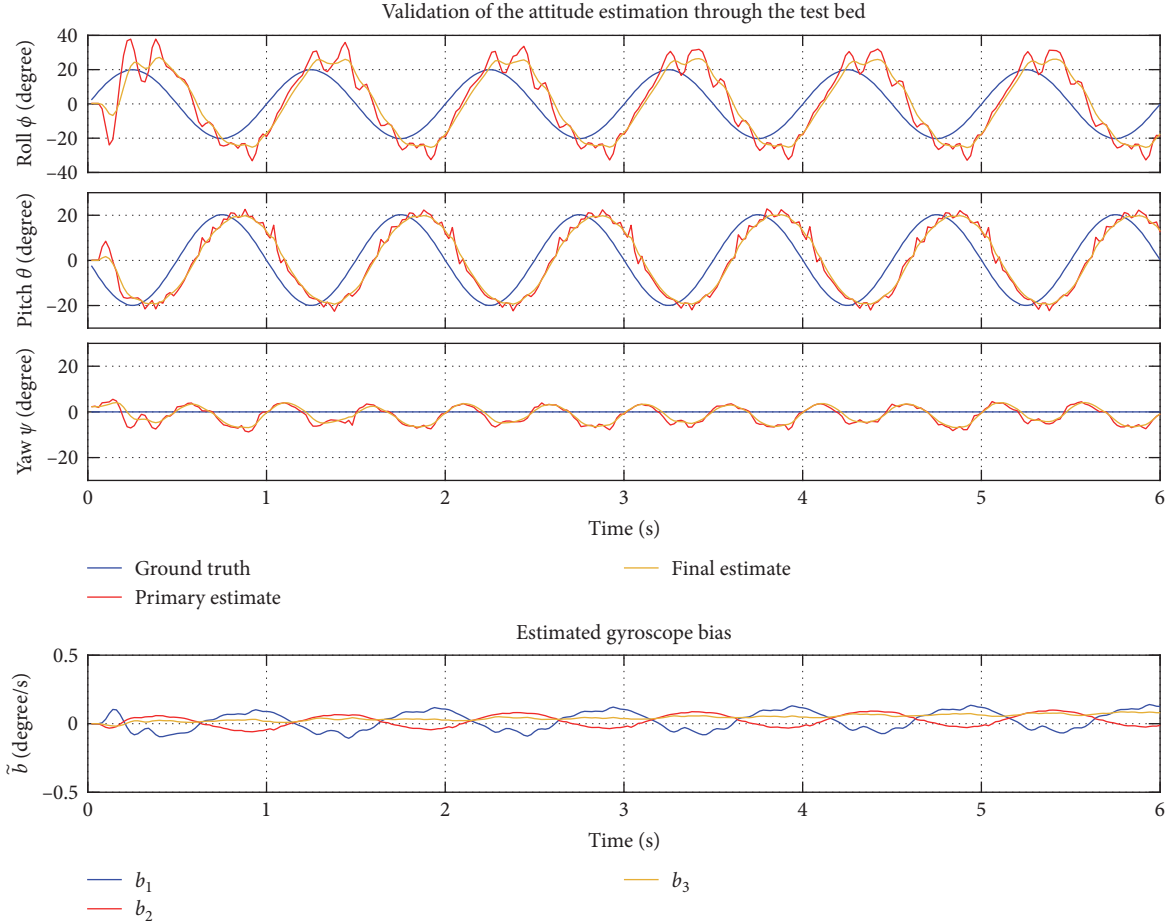 Validation of the attitude estimation through the test bed
Roll ϕ (degree)
40
20
0
−20
−40
Pitch θ (degree)
20
0
−20
Yaw ψ (degree)
20
0
−20
0 1 2 3 4 5 6
Time (s)
Ground truth
Primary estimate
Final estimate
Estimated gyroscope bias
b̃ (degree/s)
0.5
0
−0.5
0 1 2 3 4 5 6
Time (s)
b₁
b₂
b₃